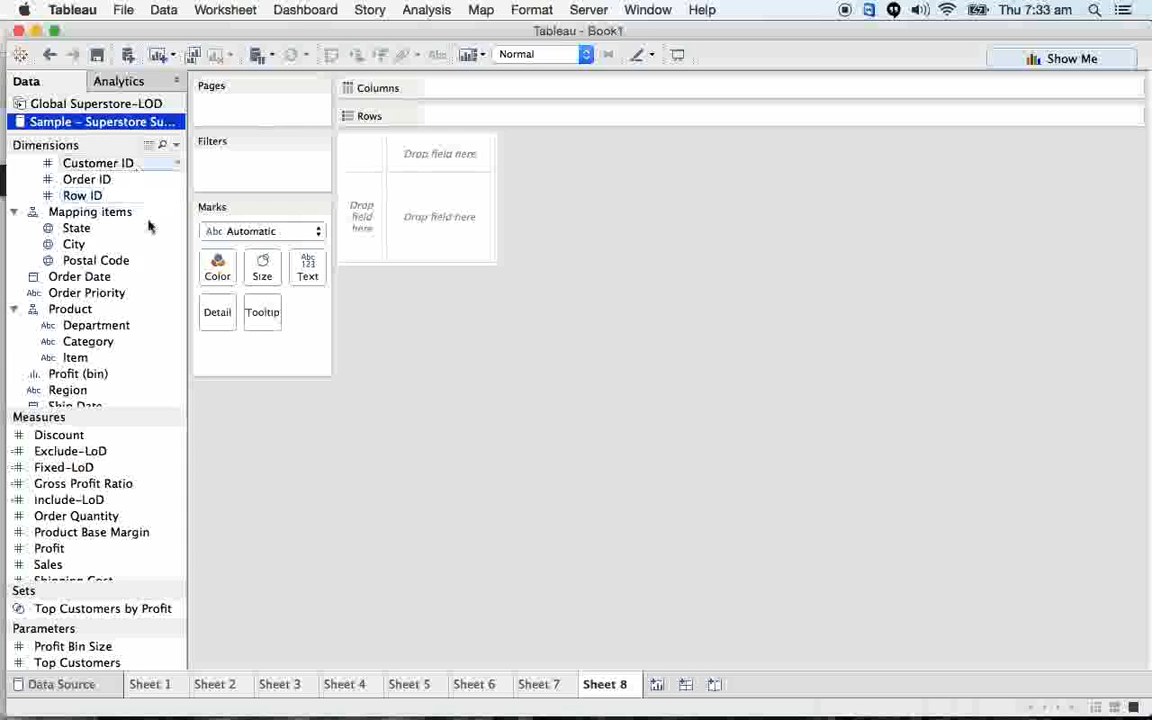 Tableau File Data Worksheet Dashboard Story Analysis Map Format Server Window Help Thu 7:33 am
Tableau - Book1
Normal
Show Me
Data Analytics
Global Superstore-LOD
Sample - Superstore Su...
Dimensions
Customer ID
Order ID
Row ID
Mapping items
State
City
Postal Code
Order Date
Order Priority
Product
Department
Category
Item
Profit (bin)
Region
Ship Date
Measures
Discount
Exclude-LoD
Fixed-LoD
Gross Profit Ratio
Include-LoD
Order Quantity
Product Base Margin
Profit
Sales
Shipping Cost
Sets
Top Customers by Profit
Parameters
Profit Bin Size
Top Customers
Pages
Filters
Marks
Abc Automatic
Color Size Text
Detail Tooltip
Columns
Rows
Drop field here
Drop field here
Drop field here
Data Source Sheet 1 Sheet 2 Sheet 3 Sheet 4 Sheet 5 Sheet 6 Sheet 7 Sheet 8